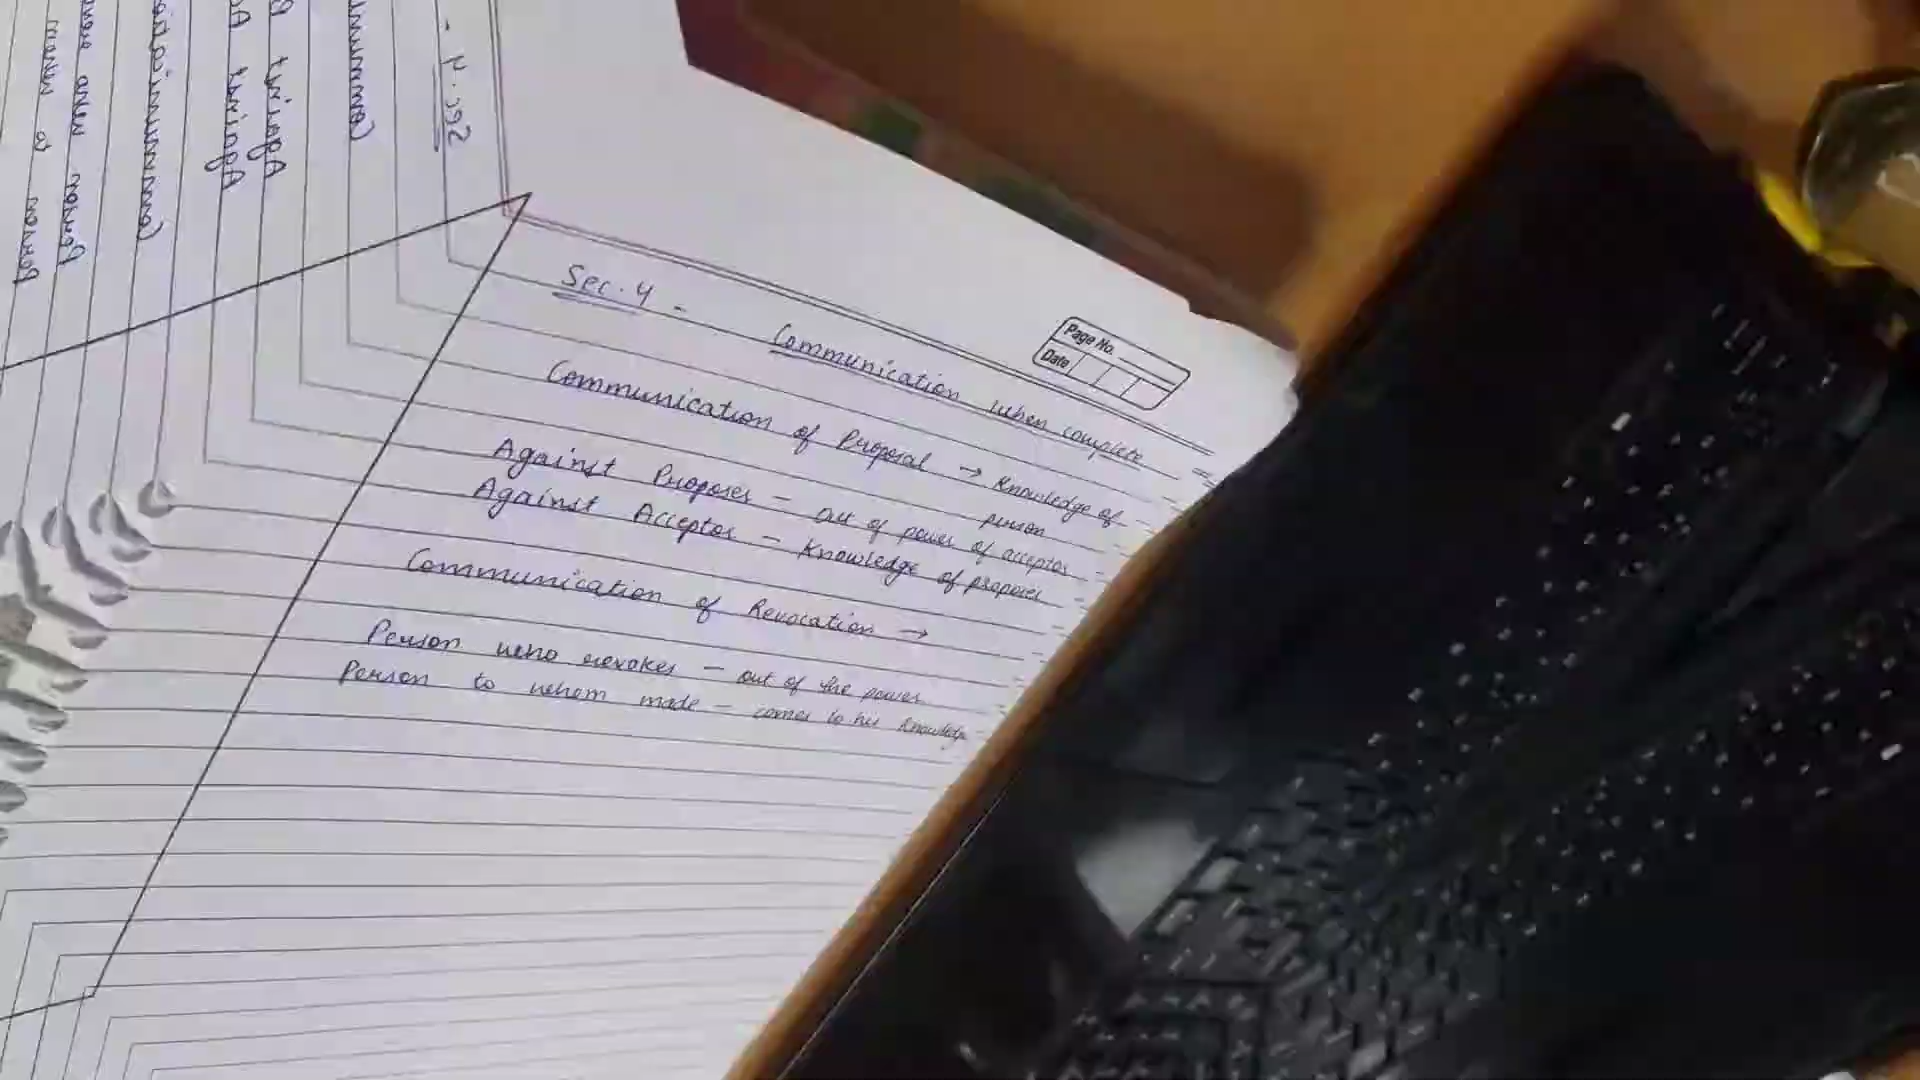 Page No.
Date
Sec. 4 -
Communication when complete
Communication of Proposal → Knowledge of
person
Against Proposer - out of power of acceptor
Against Acceptor - Knowledge of proposer
Communication of Revocation →
Person who revokes - out of the power
Person to whom made - comes to his knowledge